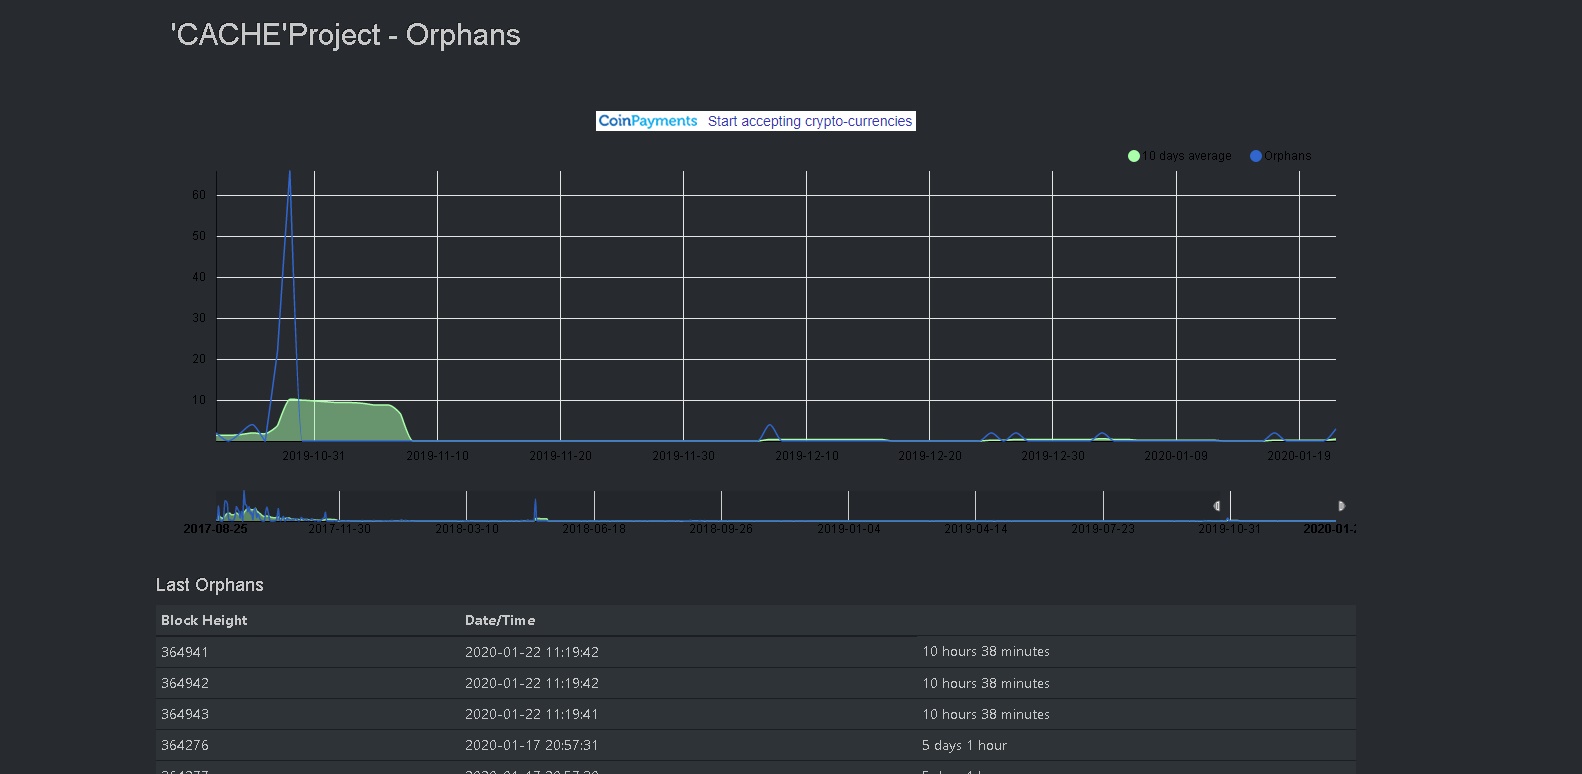 'CACHE'Project - Orphans
CoinPayments Start accepting crypto-currencies
10 days average Orphans
60
50
40
30
20
10
2019-10-31 2019-11-10 2019-11-20 2019-11-30 2019-12-10 2019-12-20 2019-12-30 2020-01-09 2020-01-19
2017-08-25 2017-11-30 2018-03-10 2018-06-18 2018-09-26 2019-01-04 2019-04-14 2019-07-23 2019-10-31 2020-01-2
Last Orphans
Block Height Date/Time
364941 2020-01-22 11:19:42 10 hours 38 minutes
364942 2020-01-22 11:19:42 10 hours 38 minutes
364943 2020-01-22 11:19:41 10 hours 38 minutes
364276 2020-01-17 20:57:31 5 days 1 hour